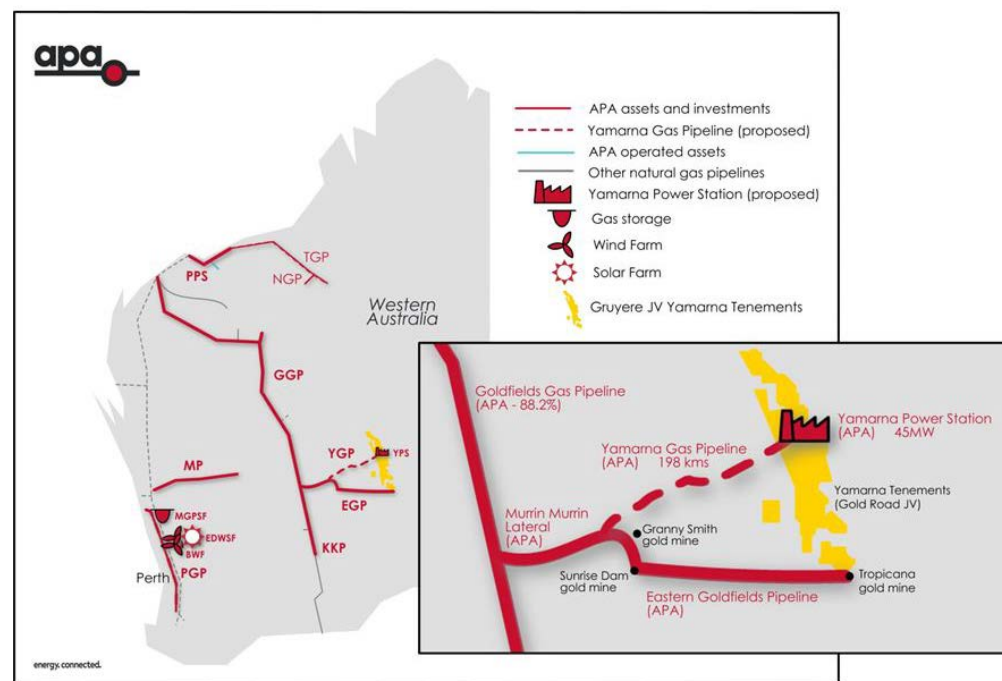 apa
APA assets and investments
Yamarna Gas Pipeline (proposed)
APA operated assets
Other natural gas pipelines
Yamarna Power Station (proposed)
Gas storage
Wind Farm
Solar Farm
Gruyere JV Yamarna Tenements
PPS
TGP
NGP
Western
Australia
GGP
YGP
YPS
MP
EGP
MGPSF
EDWSF
BWF
KKP
Perth
PGP
energy. connected.
Goldfields Gas Pipeline
(APA - 88.2%)
Yamarna Power Station
(APA) 45MW
Yamarna Gas Pipeline
(APA) 198 kms
Yamarna Tenements
(Gold Road JV)
Murrin Murrin
Lateral
(APA)
Granny Smith
gold mine
Sunrise Dam
gold mine
Tropicana
gold mine
Eastern Goldfields Pipeline
(APA)